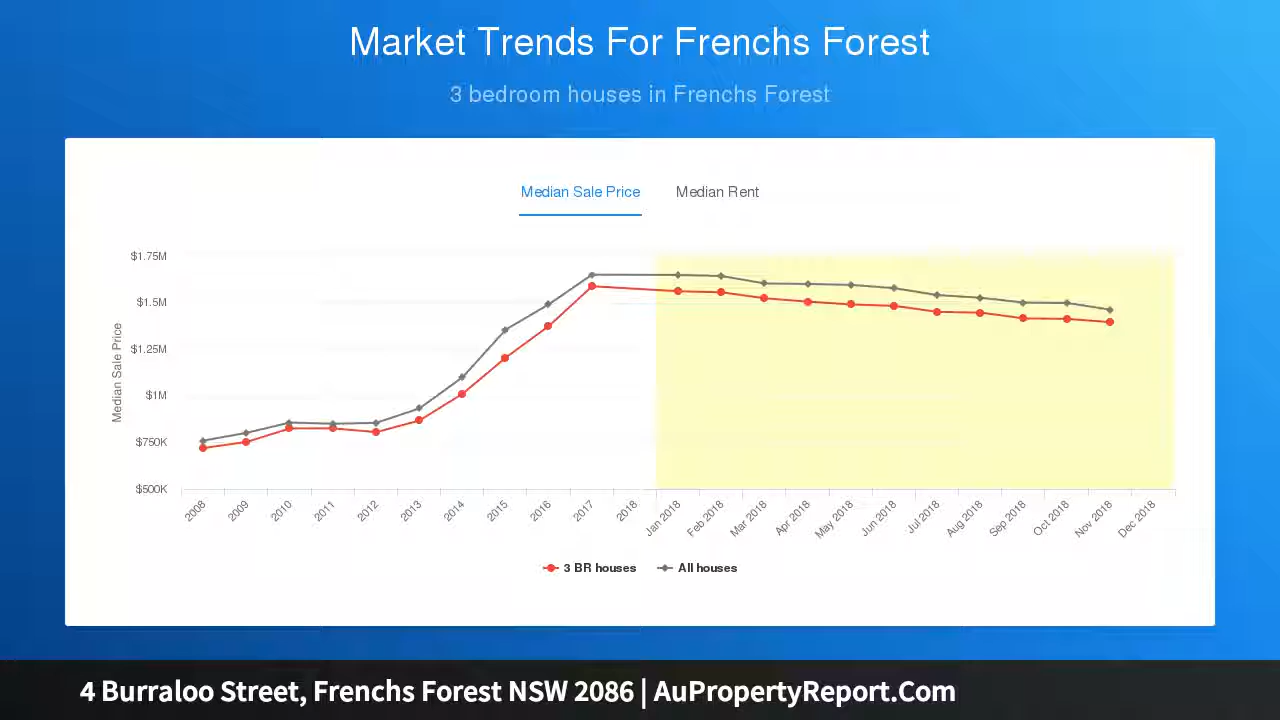 Market Trends For Frenchs Forest
3 bedroom houses in Frenchs Forest
Median Sale Price Median Rent
$1.75M
$1.5M
$1.25M
$1M
$750K
$500K
Median Sale Price
2008 2009 2010 2011 2012 2013 2014 2015 2016 2017 2018 Jan 2018 Feb 2018 Mar 2018 Apr 2018 May 2018 Jun 2018 Jul 2018 Aug 2018 Sep 2018 Oct 2018 Nov 2018 Dec 2018
3 BR houses All houses
4 Burraloo Street, Frenchs Forest NSW 2086 | AuPropertyReport.Com